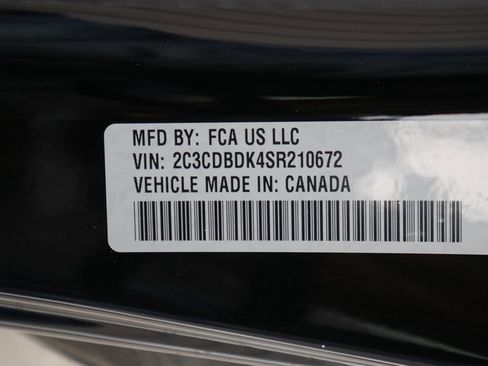 MFD BY: FCA US LLC
VIN: 2C3CDBDK4SR210672
VEHICLE MADE IN: CANADA